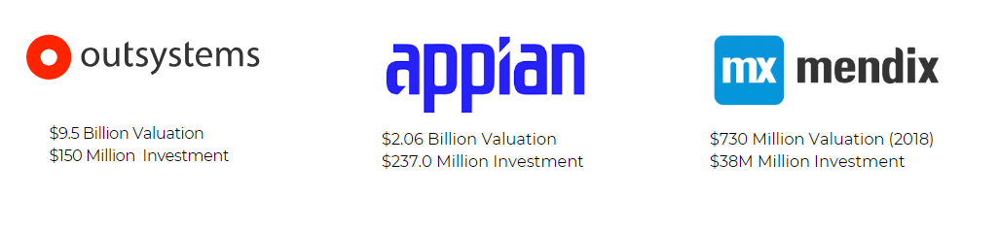 outsystems
$9.5 Billion Valuation
$150 Million Investment
appian
$2.06 Billion Valuation
$237.0 Million Investment
mx mendix
$730 Million Valuation (2018)
$38M Million Investment